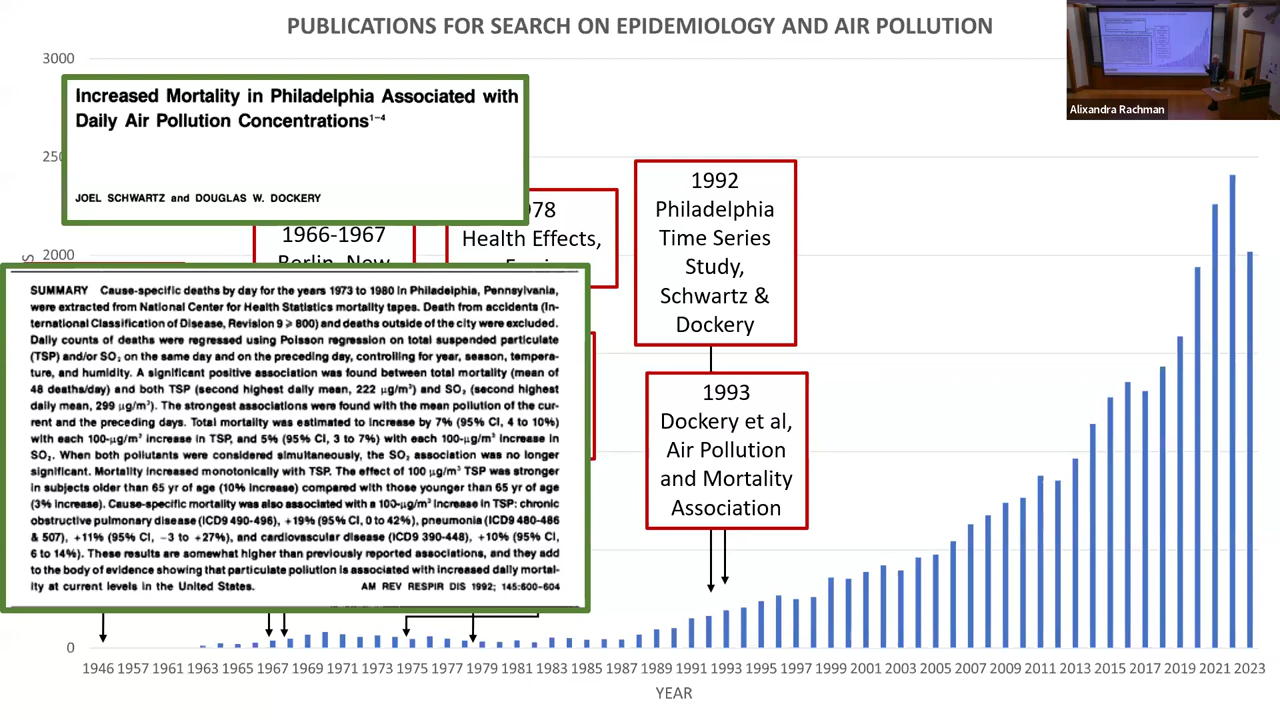 PUBLICATIONS FOR SEARCH ON EPIDEMIOLOGY AND AIR POLLUTION
Alixandra Rachman
3000
Increased Mortality in Philadelphia Associated with
Daily Air Pollution Concentrations¹⁻⁴
JOEL SCHWARTZ and DOUGLAS W. DOCKERY
250
2000
0
1966-1967
Berlin, New
978
Health Effects,
1992
Philadelphia
Time Series
Study,
Schwartz &
Dockery
1993
Dockery et al,
Air Pollution
and Mortality
Association
SUMMARY Cause-specific deaths by day for the years 1973 to 1980 in Philadelphia, Pennsylvania,
were extracted from National Center for Health Statistics mortality tapes. Death from accidents (In-
ternational Classification of Disease, Revision 9 ≥ 800) and deaths outside of the city were excluded.
Daily counts of deaths were regressed using Poisson regression on total suspended particulate
(TSP) and/or SO₂ on the same day and on the preceding day, controlling for year, season, tempera-
ture, and humidity. A significant positive association was found between total mortality (mean of
48 deaths/day) and both TSP (second highest daily mean, 222 μg/m³) and SO₂ (second highest
daily mean, 299 μg/m³). The strongest associations were found with the mean pollution of the cur-
rent and the preceding days. Total mortality was estimated to increase by 7% (95% CI, 4 to 10%)
with each 100-μg/m³ increase in TSP, and 5% (95% CI, 3 to 7%) with each 100-μg/m³ increase in
SO₂. When both pollutants were considered simultaneously, the SO₂ association was no longer
significant. Mortality increased monotonically with TSP. The effect of 100 μg/m³ TSP was stronger
in subjects older than 65 yr of age (10% increase) compared with those younger than 65 yr of age
(3% increase). Cause-specific mortality was also associated with a 100-μg/m³ increase in TSP: chronic
obstructive pulmonary disease (ICD9 490-496), +19% (95% CI, 0 to 42%), pneumonia (ICD9 480-486
& 507), +11% (95% CI, −3 to +27%), and cardiovascular disease (ICD9 390-448), +10% (95% CI,
6 to 14%). These results are somewhat higher than previously reported associations, and they add
to the body of evidence showing that particulate pollution is associated with increased daily mortal-
ity at current levels in the United States. AM REV RESPIR DIS 1992; 145:600-604
1946 1957 1961 1963 1965 1967 1969 1971 1973 1975 1977 1979 1981 1983 1985 1987 1989 1991 1993 1995 1997 1999 2001 2003 2005 2007 2009 2011 2013 2015 2017 2019 2021 2023
YEAR